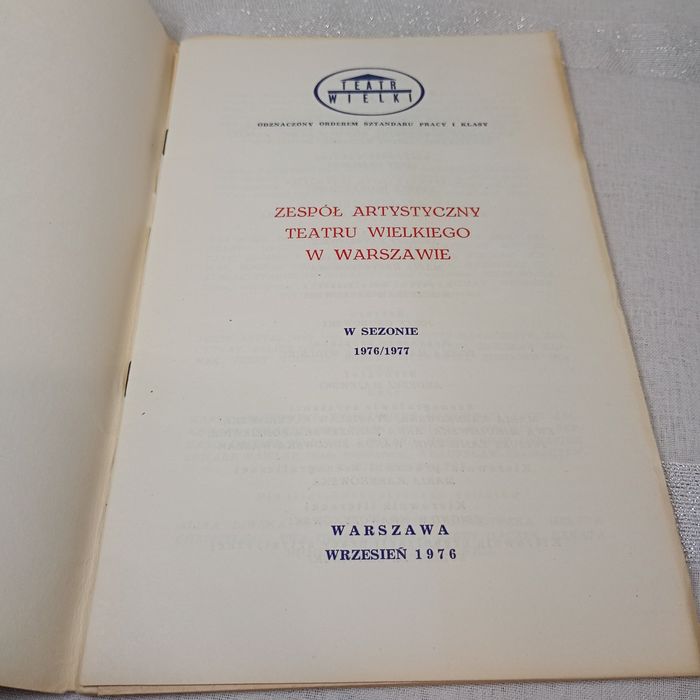 TEATR
WIELKI
ODZNACZONY ORDEREM SZTANDARU PRACY I KLASY
ZESPÓŁ ARTYSTYCZNY
TEATRU WIELKIEGO
W WARSZAWIE
W SEZONIE
1976/1977
WARSZAWA
WRZESIEŃ 1976